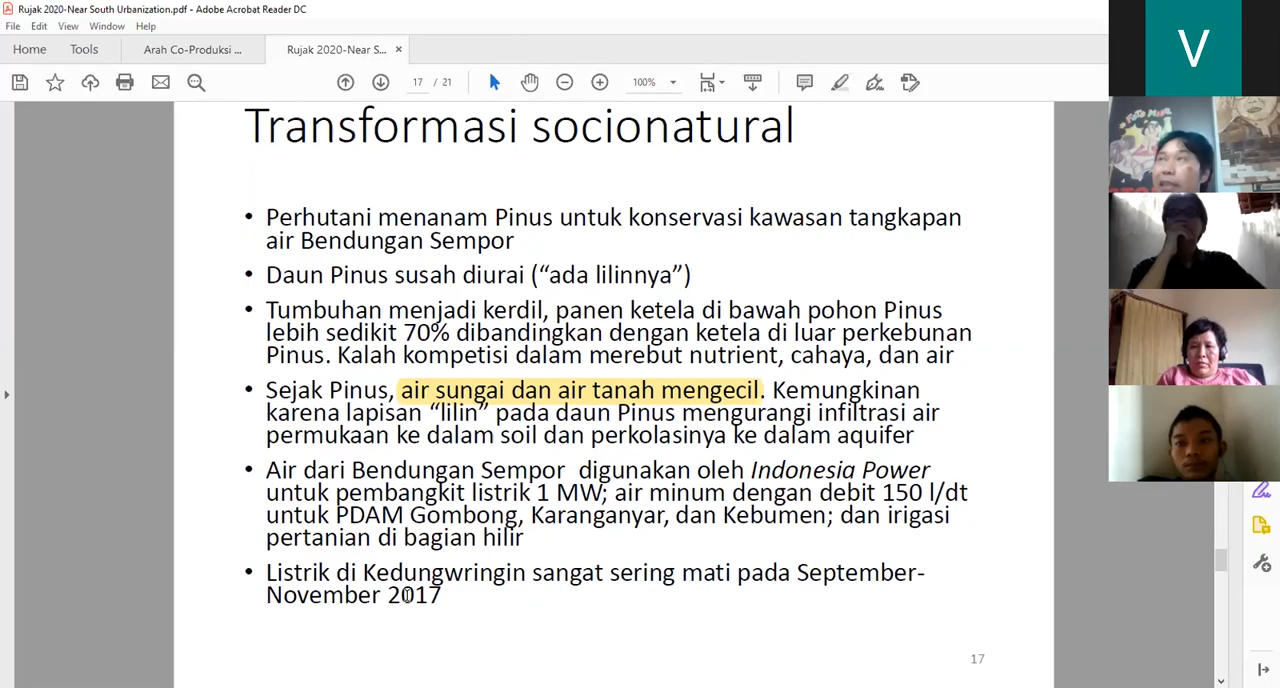 Rujak 2020-Near South Urbanization.pdf - Adobe Acrobat Reader DC
File Edit View Window Help
Home Tools Arah Co-Produksi ... Rujak 2020-Near S... ×
17 / 21 100%
V
Transformasi socionatural
• Perhutani menanam Pinus untuk konservasi kawasan tangkapan
air Bendungan Sempor
• Daun Pinus susah diurai (“ada lilinnya”)
• Tumbuhan menjadi kerdil, panen ketela di bawah pohon Pinus
lebih sedikit 70% dibandingkan dengan ketela di luar perkebunan
Pinus. Kalah kompetisi dalam merebut nutrient, cahaya, dan air
• Sejak Pinus, air sungai dan air tanah mengecil. Kemungkinan
karena lapisan “lilin” pada daun Pinus mengurangi infiltrasi air
permukaan ke dalam soil dan perkolasinya ke dalam aquifer
• Air dari Bendungan Sempor digunakan oleh Indonesia Power
untuk pembangkit listrik 1 MW; air minum dengan debit 150 l/dt
untuk PDAM Gombong, Karanganyar, dan Kebumen; dan irigasi
pertanian di bagian hilir
• Listrik di Kedungwringin sangat sering mati pada September-
November 2017
17